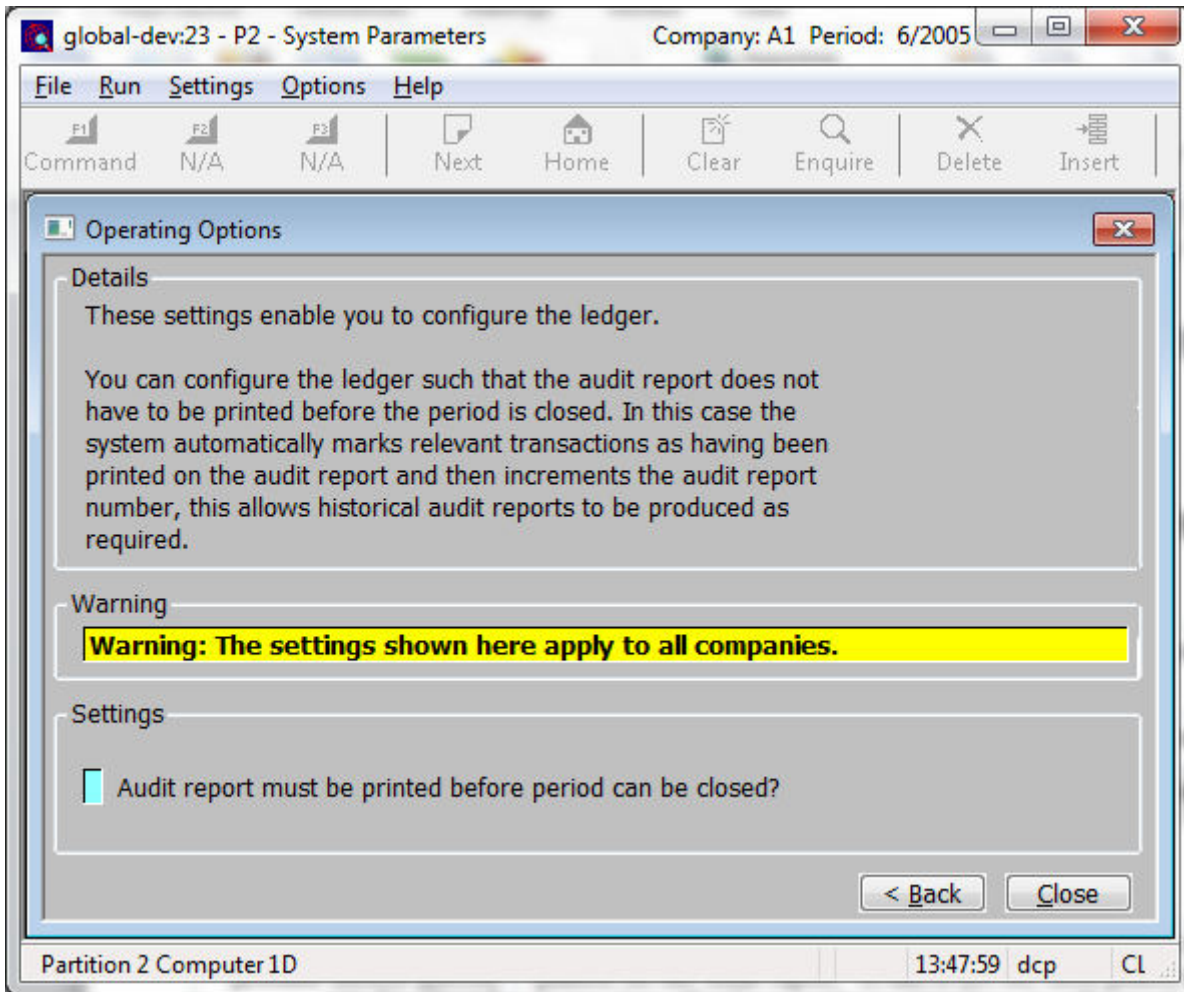 global-dev:23 - P2 - System Parameters Company: A1 Period: 6/2005
File Run Settings Options Help
F1 F2 F3
Command N/A N/A Next Home Clear Enquire Delete Insert
Operating Options
Details
These settings enable you to configure the ledger.
You can configure the ledger such that the audit report does not
have to be printed before the period is closed. In this case the
system automatically marks relevant transactions as having been
printed on the audit report and then increments the audit report
number, this allows historical audit reports to be produced as
required.
Warning
Warning: The settings shown here apply to all companies.
Settings
Audit report must be printed before period can be closed?
< Back Close
Partition 2 Computer 1D 13:47:59 dcp CL